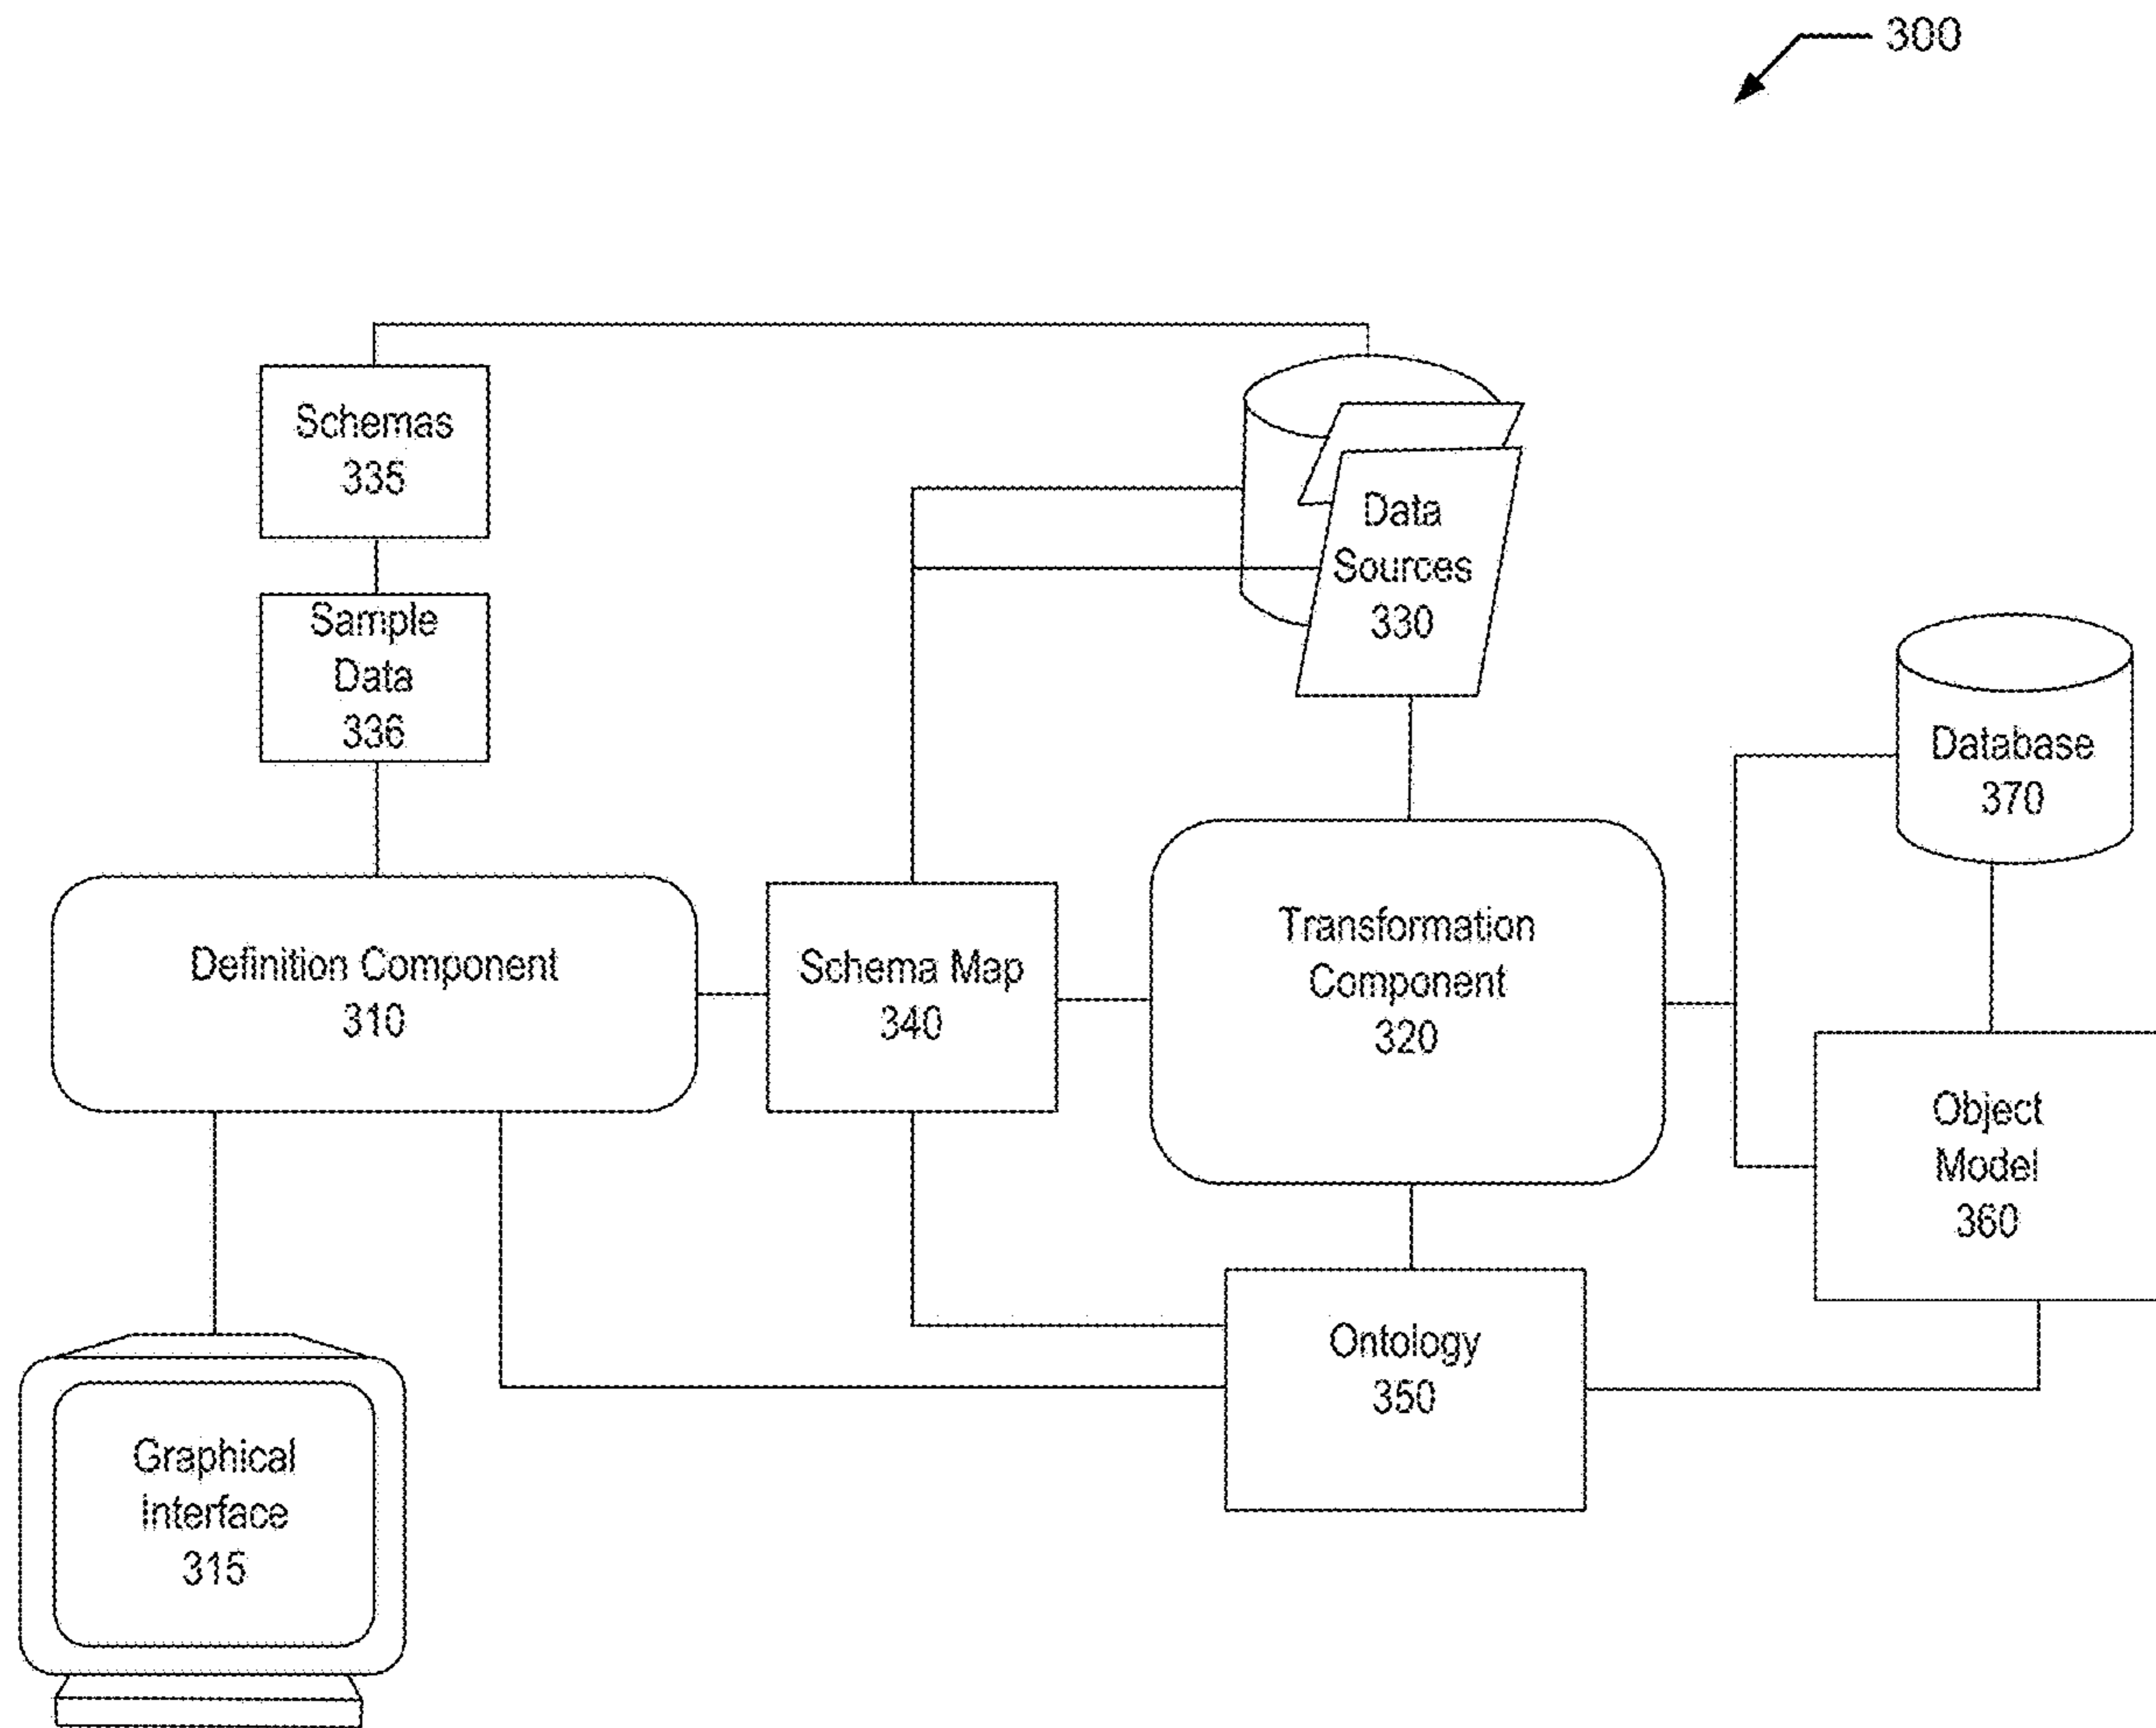 300
Schemas
335
Sample
Data
336
Data
Sources
330
Database
370
Definition Component
310
Schema Map
340
Transformation
Component
320
Object
Model
360
Ontology
350
Graphical
Interface
315